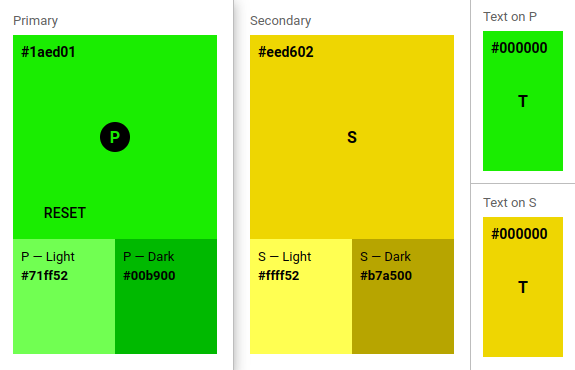 Primary
#1aed01
P
RESET
P — Light
#71ff52
P — Dark
#00b900
Secondary
#eed602
S
S — Light
#ffff52
S — Dark
#b7a500
Text on P
#000000
T
Text on S
#000000
T